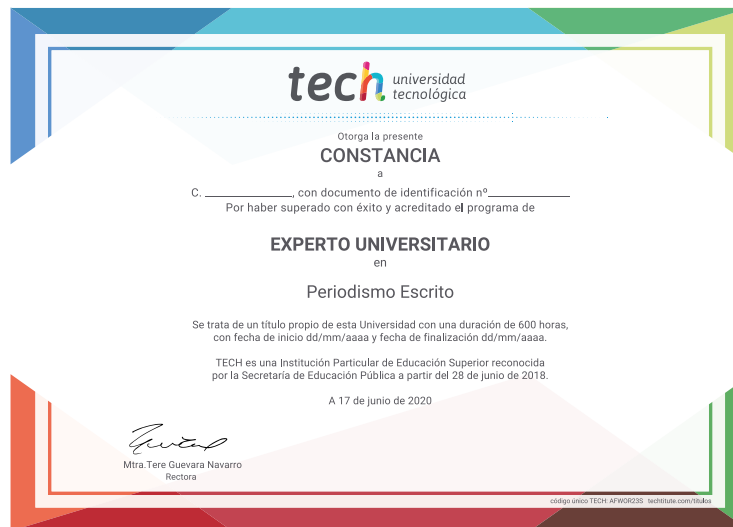 tech universidad
tecnológica
Otorga la presente
CONSTANCIA
a
C. ________________, con documento de identificación nº______________
Por haber superado con éxito y acreditado el programa de
EXPERTO UNIVERSITARIO
en
Periodismo Escrito
Se trata de un título propio de esta Universidad con una duración de 600 horas,
con fecha de inicio dd/mm/aaaa y fecha de finalización dd/mm/aaaa.
TECH es una Institución Particular de Educación Superior reconocida
por la Secretaría de Educación Pública a partir del 28 de junio de 2018.
A 17 de junio de 2020
Mtra.Tere Guevara Navarro
Rectora
código único TECH: AFWOR23S techtitute.com/titulos